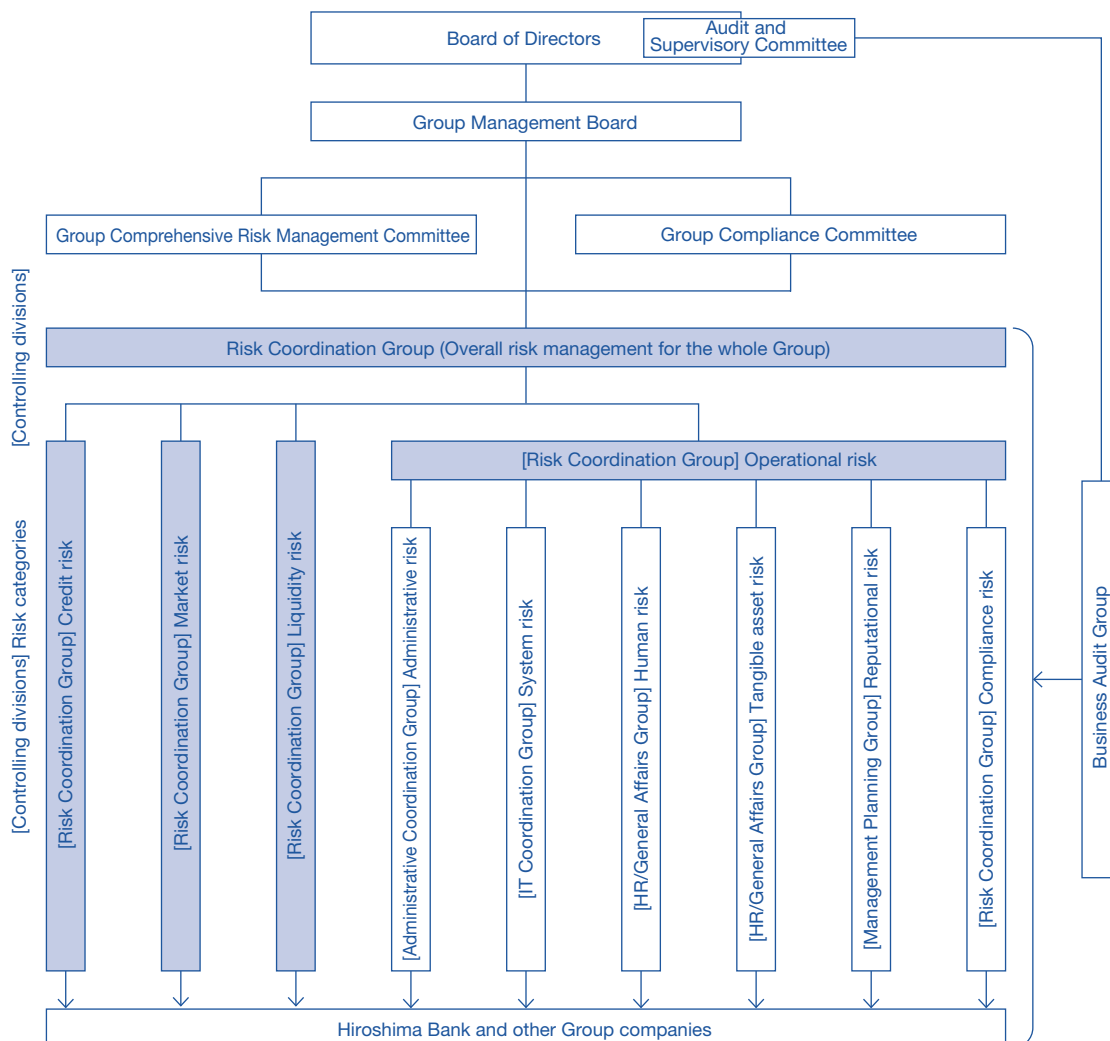 Board of Directors
Audit and
Supervisory Committee
Group Management Board
Group Comprehensive Risk Management Committee
Group Compliance Committee
[Controlling divisions]
Risk Coordination Group (Overall risk management for the whole Group)
[Controlling divisions] Risk categories
[Risk Coordination Group] Credit risk
[Risk Coordination Group] Market risk
[Risk Coordination Group] Liquidity risk
[Risk Coordination Group] Operational risk
[Administrative Coordination Group] Administrative risk
[IT Coordination Group] System risk
[HR/General Affairs Group] Human risk
[HR/General Affairs Group] Tangible asset risk
[Management Planning Group] Reputational risk
[Risk Coordination Group] Compliance risk
Business Audit Group
Hiroshima Bank and other Group companies